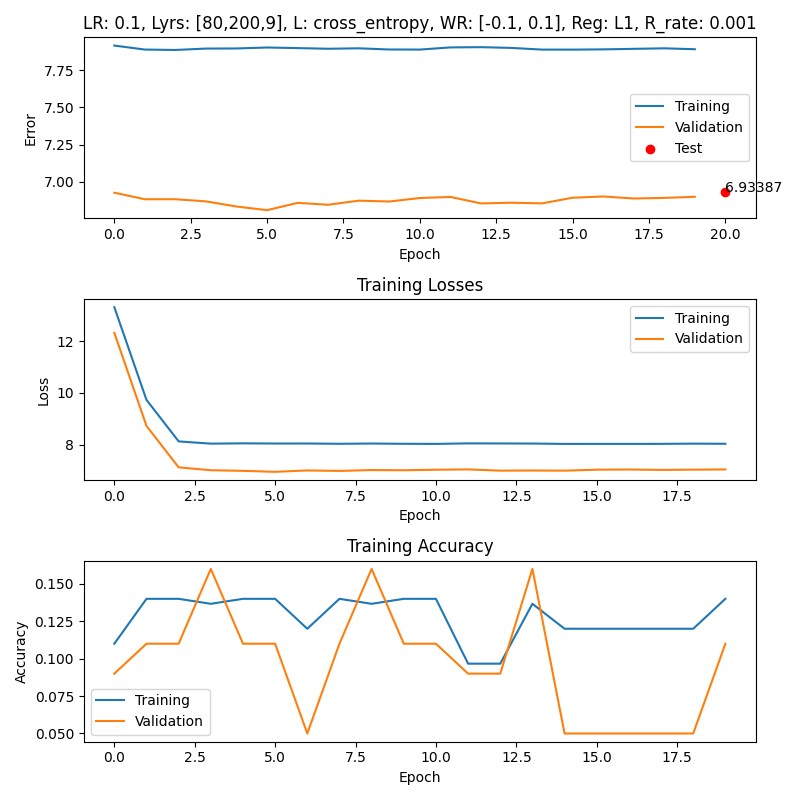 LR: 0.1, Lyrs: [80,200,9], L: cross_entropy, WR: [-0.1, 0.1], Reg: L1, R_rate: 0.001
7.75
7.50
7.25
7.00
Error
Training
Validation
Test
6.93387
0.0 2.5 5.0 7.5 10.0 12.5 15.0 17.5 20.0
Epoch
Training Losses
12
10
8
Loss
Training
Validation
0.0 2.5 5.0 7.5 10.0 12.5 15.0 17.5
Epoch
Training Accuracy
0.150
0.125
0.100
0.075
0.050
Accuracy
Training
Validation
0.0 2.5 5.0 7.5 10.0 12.5 15.0 17.5
Epoch